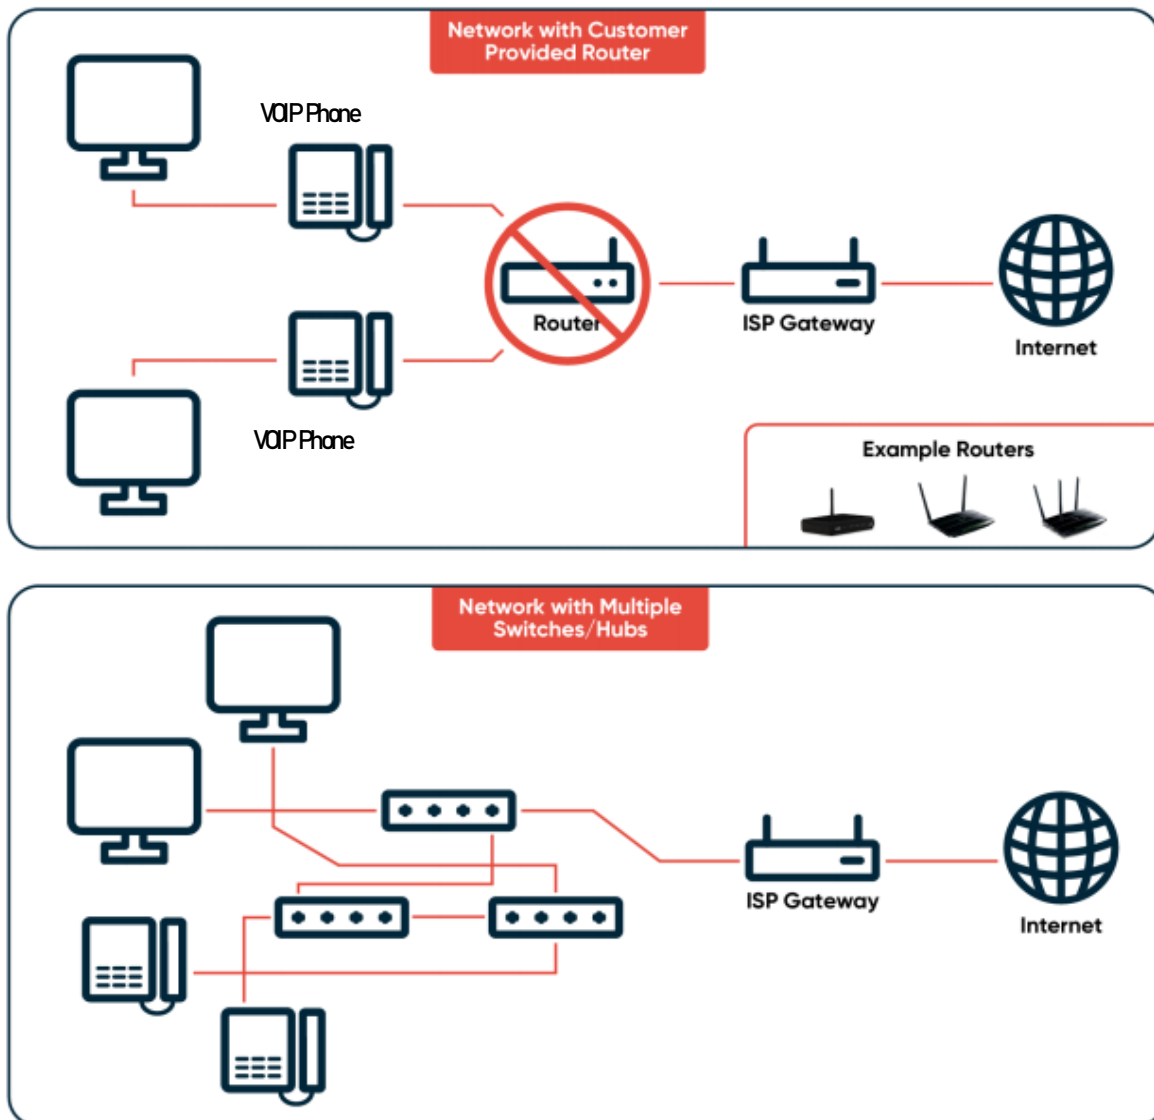 Network with Customer
Provided Router
VOIP Phone
Router
ISP Gateway
Internet
VOIP Phone
Example Routers
Network with Multiple
Switches/Hubs
ISP Gateway
Internet